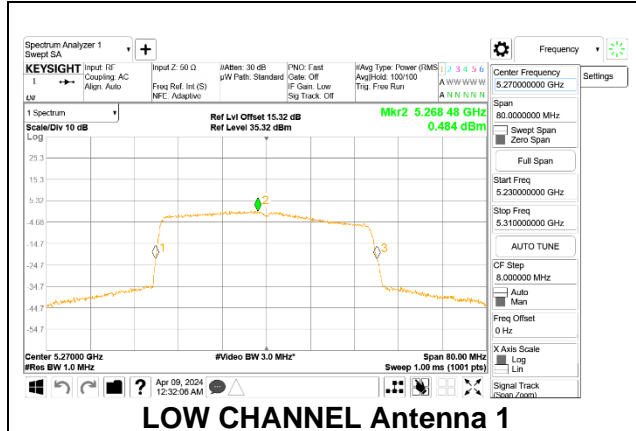 Spectrum Analyzer 1
Swept SA
+
Frequency
KEYSIGHT
Input: RF
Coupling: AC
Align: Auto
Input Z: 50 Ω
Freq Ref: Int (S)
NFE: Adaptive
#Atten: 30 dB
µW Path: Standard
PNO: Fast
Gate: Off
IF Gain: Low
Sig Track: Off
#Avg Type: Power (RMS
Avg|Hold: 100/100
Trig: Free Run
1 2 3 4 5 6
A W W W W W
A N N N N N
1 Spectrum
Scale/Div 10 dB
Log
Ref Lvl Offset 15.32 dB
Ref Level 35.32 dBm
Mkr2 5.268 48 GHz
0.484 dBm
25.3
15.3
5.32
-4.68
-14.7
-24.7
-34.7
-44.7
-54.7
1
2
3
Center 5.27000 GHz
#Res BW 1.0 MHz
#Video BW 3.0 MHz*
Span 80.00 MHz
Sweep 1.00 ms (1001 pts)
Apr 09, 2024
12:32:06 AM
?
Center Frequency
5.270000000 GHz
Settings
Span
80.0000000 MHz
Swept Span
Zero Span
Full Span
Start Freq
5.230000000 GHz
Stop Freq
5.310000000 GHz
AUTO TUNE
CF Step
8.000000 MHz
Auto
Man
Freq Offset
0 Hz
X Axis Scale
Log
Lin
Signal Track
(Span Zoom)
LOW CHANNEL Antenna 1